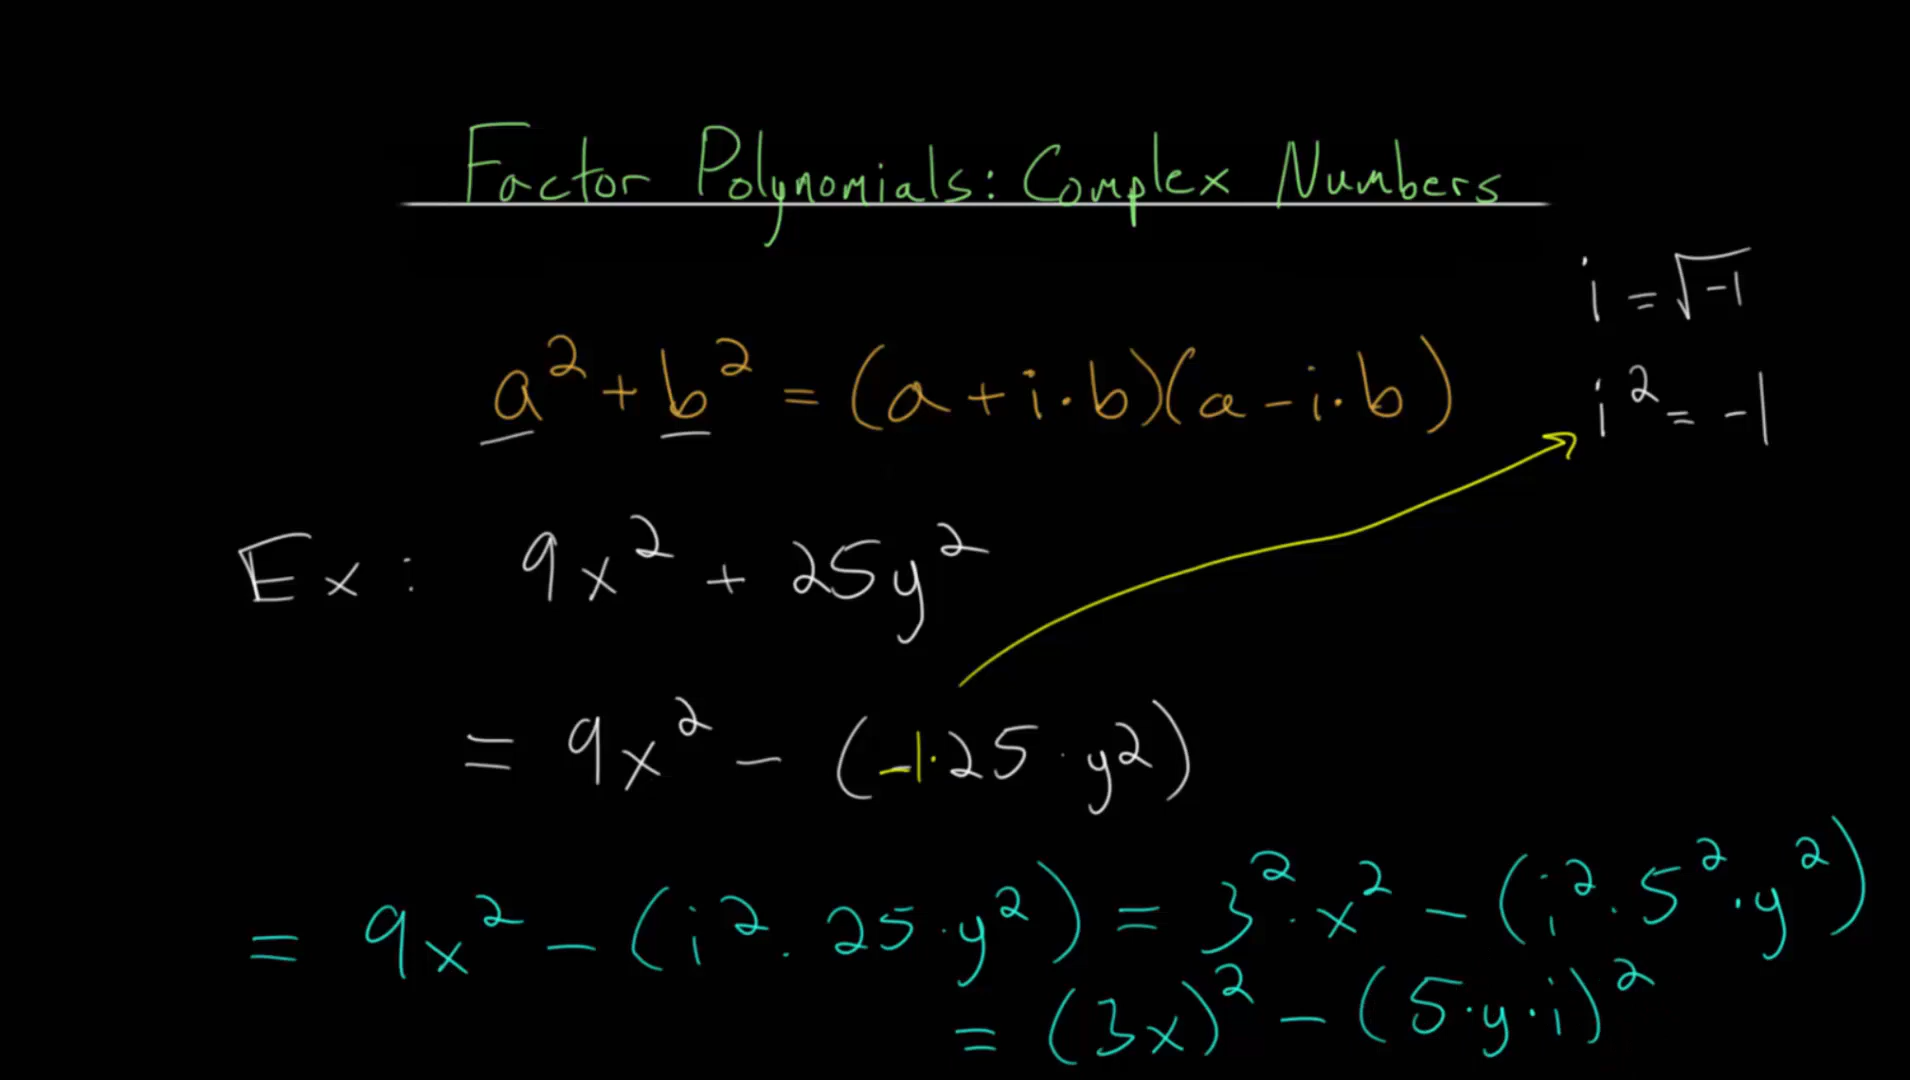 Factor Polynomials: Complex Numbers
i = √-1
a² + b² = (a + i·b)(a - i·b)
i² = -1
Ex: 9x² + 25y²
= 9x² - (-1·25·y²)
= 9x² - (i²·25·y²) = 3²·x² - (i²·5²·y²)
= (3x)² - (5·y·i)²